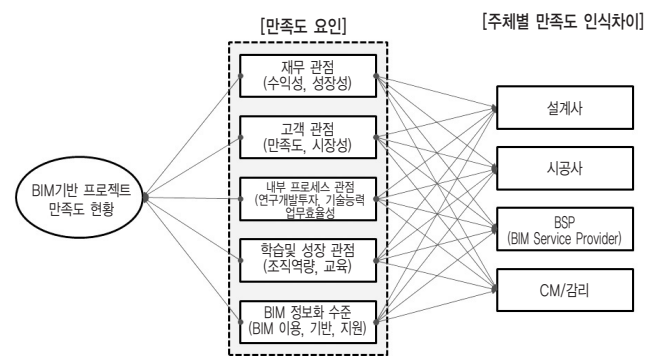 [만족도 요인]
[주체별 만족도 인식차이]
BIM기반 프로젝트
만족도 현황
재무 관점
(수익성, 성장성)
고객 관점
(만족도, 시장성)
내부 프로세스 관점
(연구개발투자, 기술능력
업무효율성
학습및 성장 관점
(조직역량, 교육)
BIM 정보화 수준
(BIM 이용, 기반, 지원)
설계사
시공사
BSP
(BIM Service Provider)
CM/감리